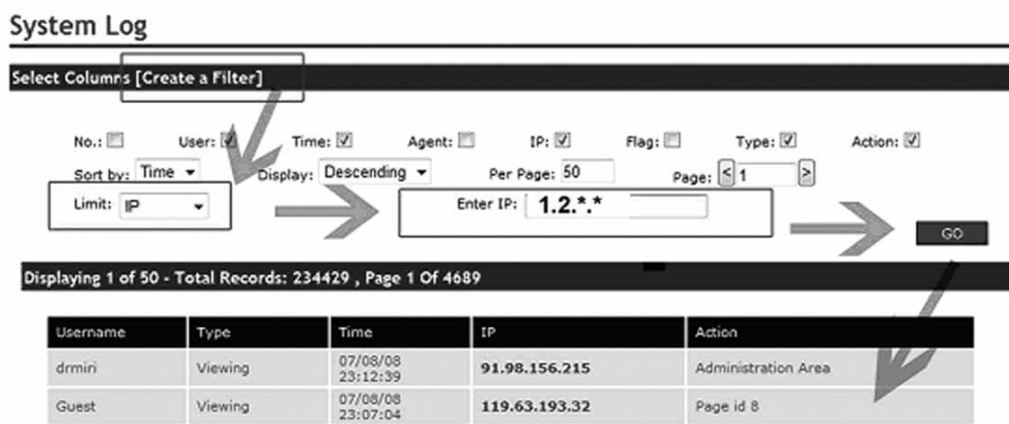 System Log
Select Columns [Create a Filter]
No.: User: Time: Agent: IP: Flag: Type: Action:
Sort by: Time Display: Descending Per Page: 50 Page: < 1 >
Limit: IP Enter IP: 1.2.*.*
GO
Displaying 1 of 50 - Total Records: 234429 , Page 1 Of 4689
Username Type Time IP Action
drmiri Viewing 07/08/08 23:12:39 91.98.156.215 Administration Area
Guest Viewing 07/08/08 23:07:04 119.63.193.32 Page id 8